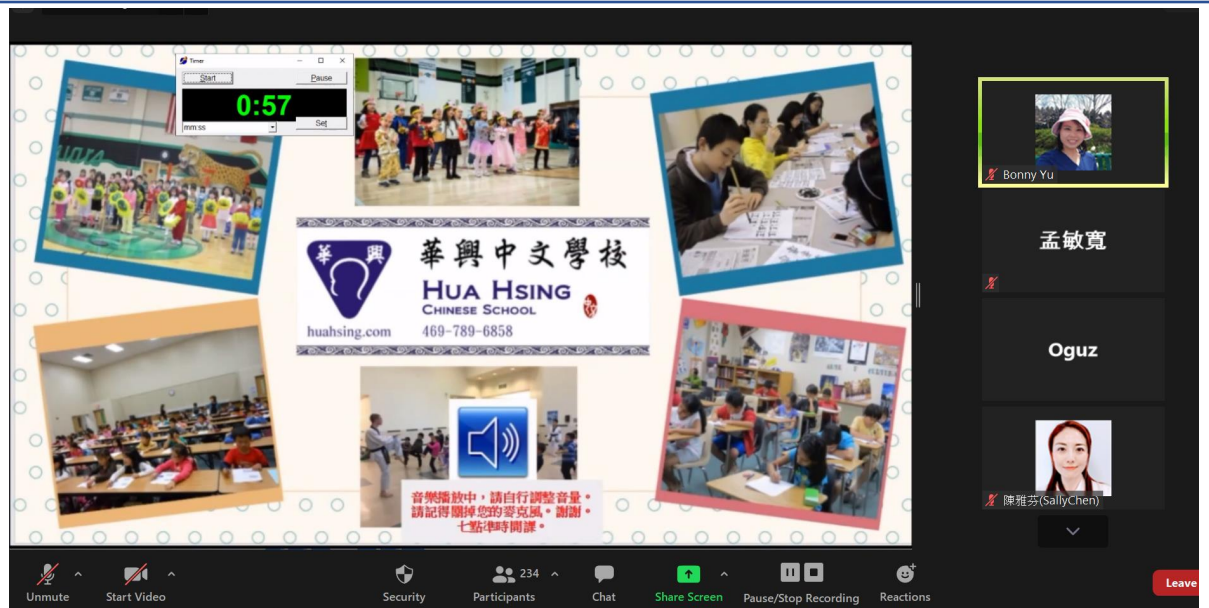 Timer
Start
Pause
0:57
mm:ss
Set
華 興
華興中文學校
HUA HSING
CHINESE SCHOOL
huahsing.com
469-789-6858
音樂播放中,請自行調整音量。
請記得關掉您的麥克風。謝謝。
七點準時開課。
Bonny Yu
孟敏寬
Oguz
陳雅芬(SallyChen)
Unmute
Start Video
Security
234
Participants
Chat
Share Screen
Pause/Stop Recording
Reactions
Leave